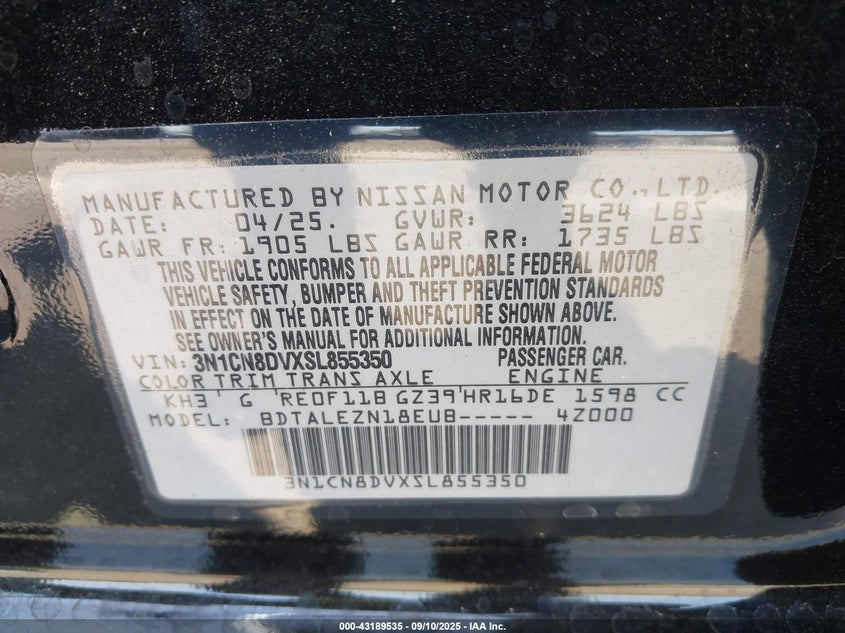 MANUFACTURED BY NISSAN MOTOR CO.,LTD.
DATE: 04/25. GVWR: 3624 LBS
GAWR FR: 1905 LBS GAWR RR: 1735 LBS
THIS VEHICLE CONFORMS TO ALL APPLICABLE FEDERAL MOTOR
VEHICLE SAFETY, BUMPER AND THEFT PREVENTION STANDARDS
IN EFFECT ON THE DATE OF MANUFACTURE SHOWN ABOVE.
SEE OWNER'S MANUAL FOR ADDITIONAL INFORMATION.
VIN: 3N1CN8DVXSL855350 PASSENGER CAR.
COLOR TRIM TRANS AXLE ENGINE
KH3 G RE0F11B GZ39 HR16DE 1598 CC
MODEL: BDTALEZN18EUB----- 4Z000
3N1CN8DVXSL855350
000-43189535 - 09/10/2025 - IAA Inc.